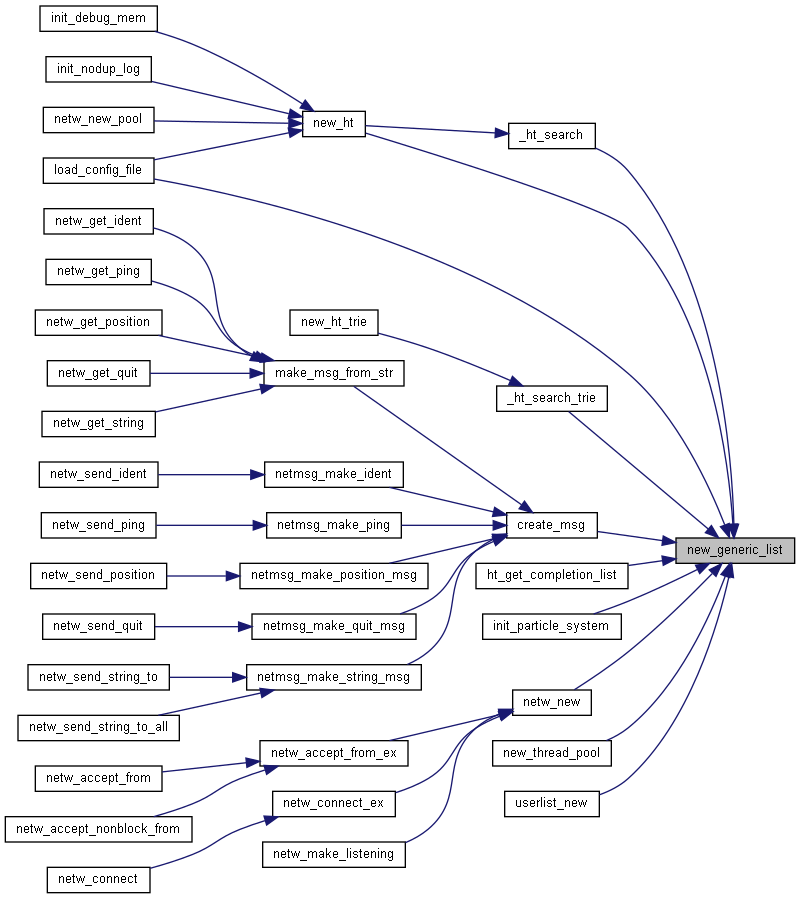 init_debug_mem
init_nodup_log
netw_new_pool
new_ht
_ht_search
load_config_file
netw_get_ident
netw_get_ping
netw_get_position
new_ht_trie
netw_get_quit
make_msg_from_str
_ht_search_trie
netw_get_string
netw_send_ident
netmsg_make_ident
netw_send_ping
netmsg_make_ping
create_msg
new_generic_list
netw_send_position
netmsg_make_position_msg
ht_get_completion_list
netw_send_quit
netmsg_make_quit_msg
init_particle_system
netw_send_string_to
netmsg_make_string_msg
netw_new
netw_send_string_to_all
netw_accept_from_ex
new_thread_pool
netw_accept_from
netw_connect_ex
userlist_new
netw_accept_nonblock_from
netw_make_listening
netw_connect